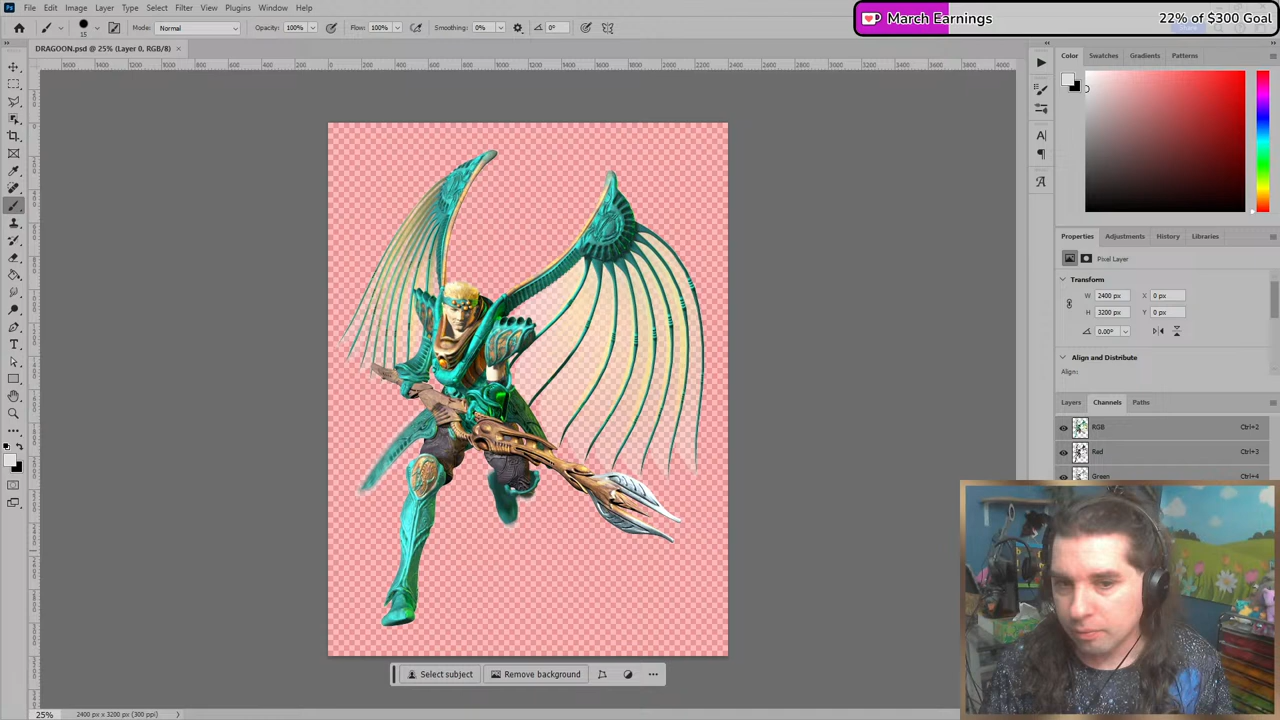 File Edit Image Layer Type Select Filter View Plugins Window Help
March Earnings 22% of $300 Goal
15 Mode: Normal Opacity: 100% Flow: 100% Smoothing: 0% 0°
DRAGOON.psd @ 25% (Layer 0, RGB/8)
Color Swatches Gradients Patterns
Properties Adjustments History Libraries
Pixel Layer
Transform
W 2400 px X 0 px
H 3200 px Y 0 px
0.00°
Align and Distribute
Align:
Layers Channels Paths
RGB Ctrl+2
Red Ctrl+3
Green Ctrl+4
Select subject Remove background
25% 2400 px x 3200 px (300 ppi)